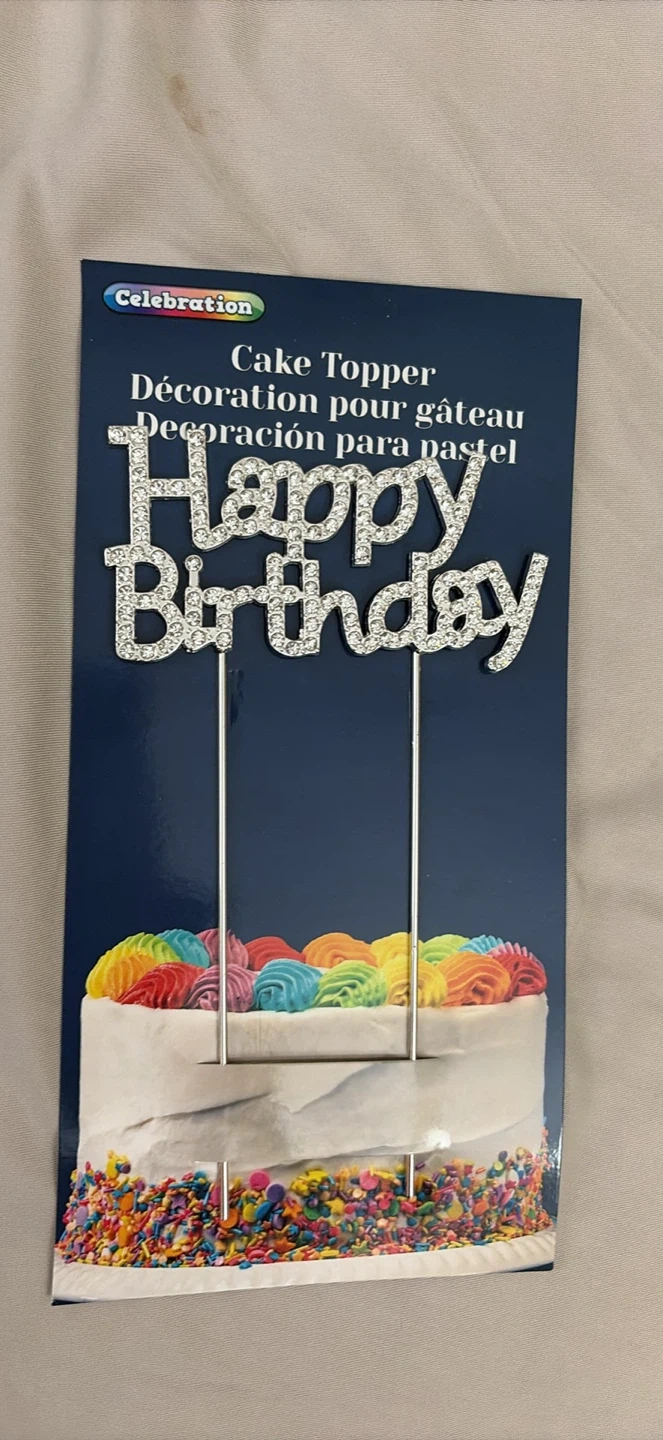 Celebration
Cake Topper
Décoration pour gâteau
Decoración para pastel
Happy
Birthday